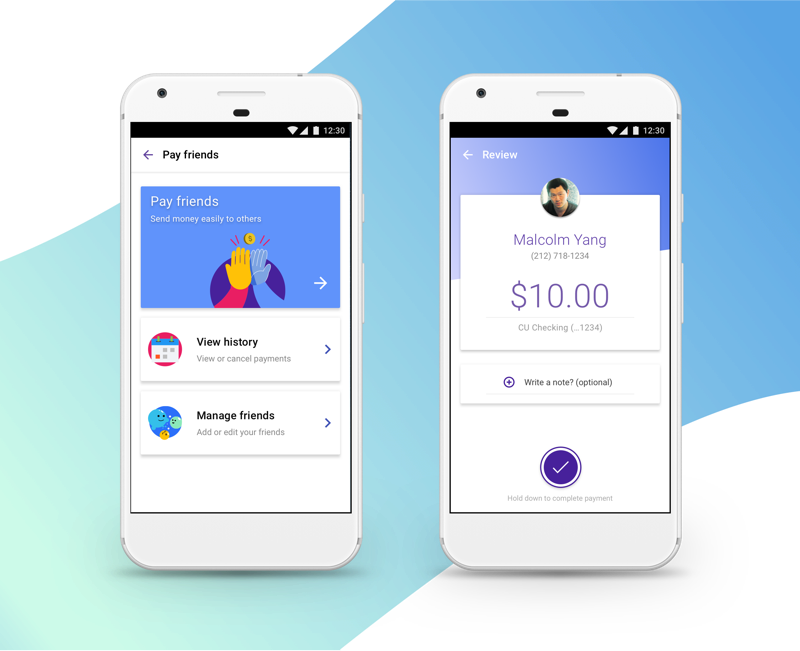 12:30
Pay friends
Pay friends
Send money easily to others
$
View history
View or cancel payments
Manage friends
Add or edit your friends
12:30
Review
Malcolm Yang
(212) 718-1234
$10.00
CU Checking (...1234)
Write a note? (optional)
Hold down to complete payment